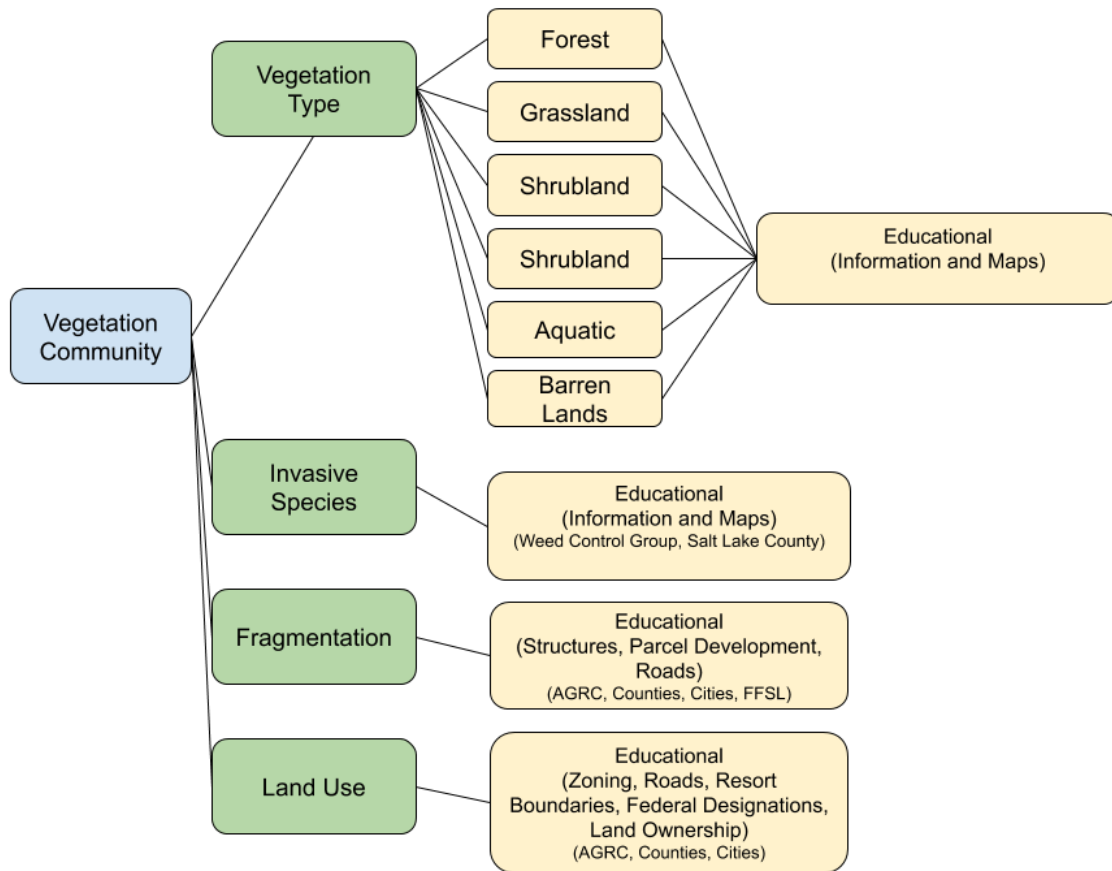 Vegetation
Type
Forest
Grassland
Shrubland
Shrubland
Aquatic
Barren
Lands
Educational
(Information and Maps)
Vegetation
Community
Invasive
Species
Educational
(Information and Maps)
(Weed Control Group, Salt Lake County)
Fragmentation
Educational
(Structures, Parcel Development,
Roads)
(AGRC, Counties, Cities, FFSL)
Land Use
Educational
(Zoning, Roads, Resort
Boundaries, Federal Designations,
Land Ownership)
(AGRC, Counties, Cities)